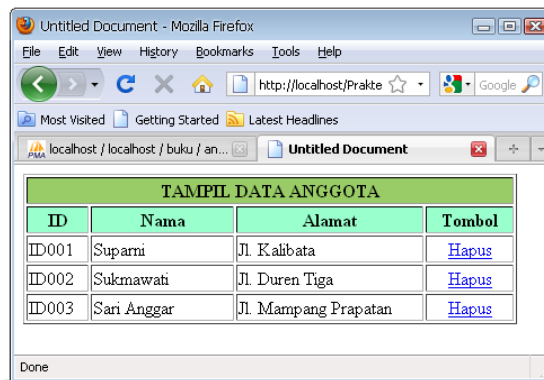 Untitled Document - Mozilla Firefox
File Edit View History Bookmarks Tools Help
http://localhost/Prakte Google
Most Visited Getting Started Latest Headlines
PMA localhost / localhost / buku / an... Untitled Document
TAMPIL DATA ANGGOTA
ID Nama Alamat Tombol
ID001 Suparni Jl. Kalibata Hapus
ID002 Sukmawati Jl. Duren Tiga Hapus
ID003 Sari Anggar Jl. Mampang Prapatan Hapus
Done